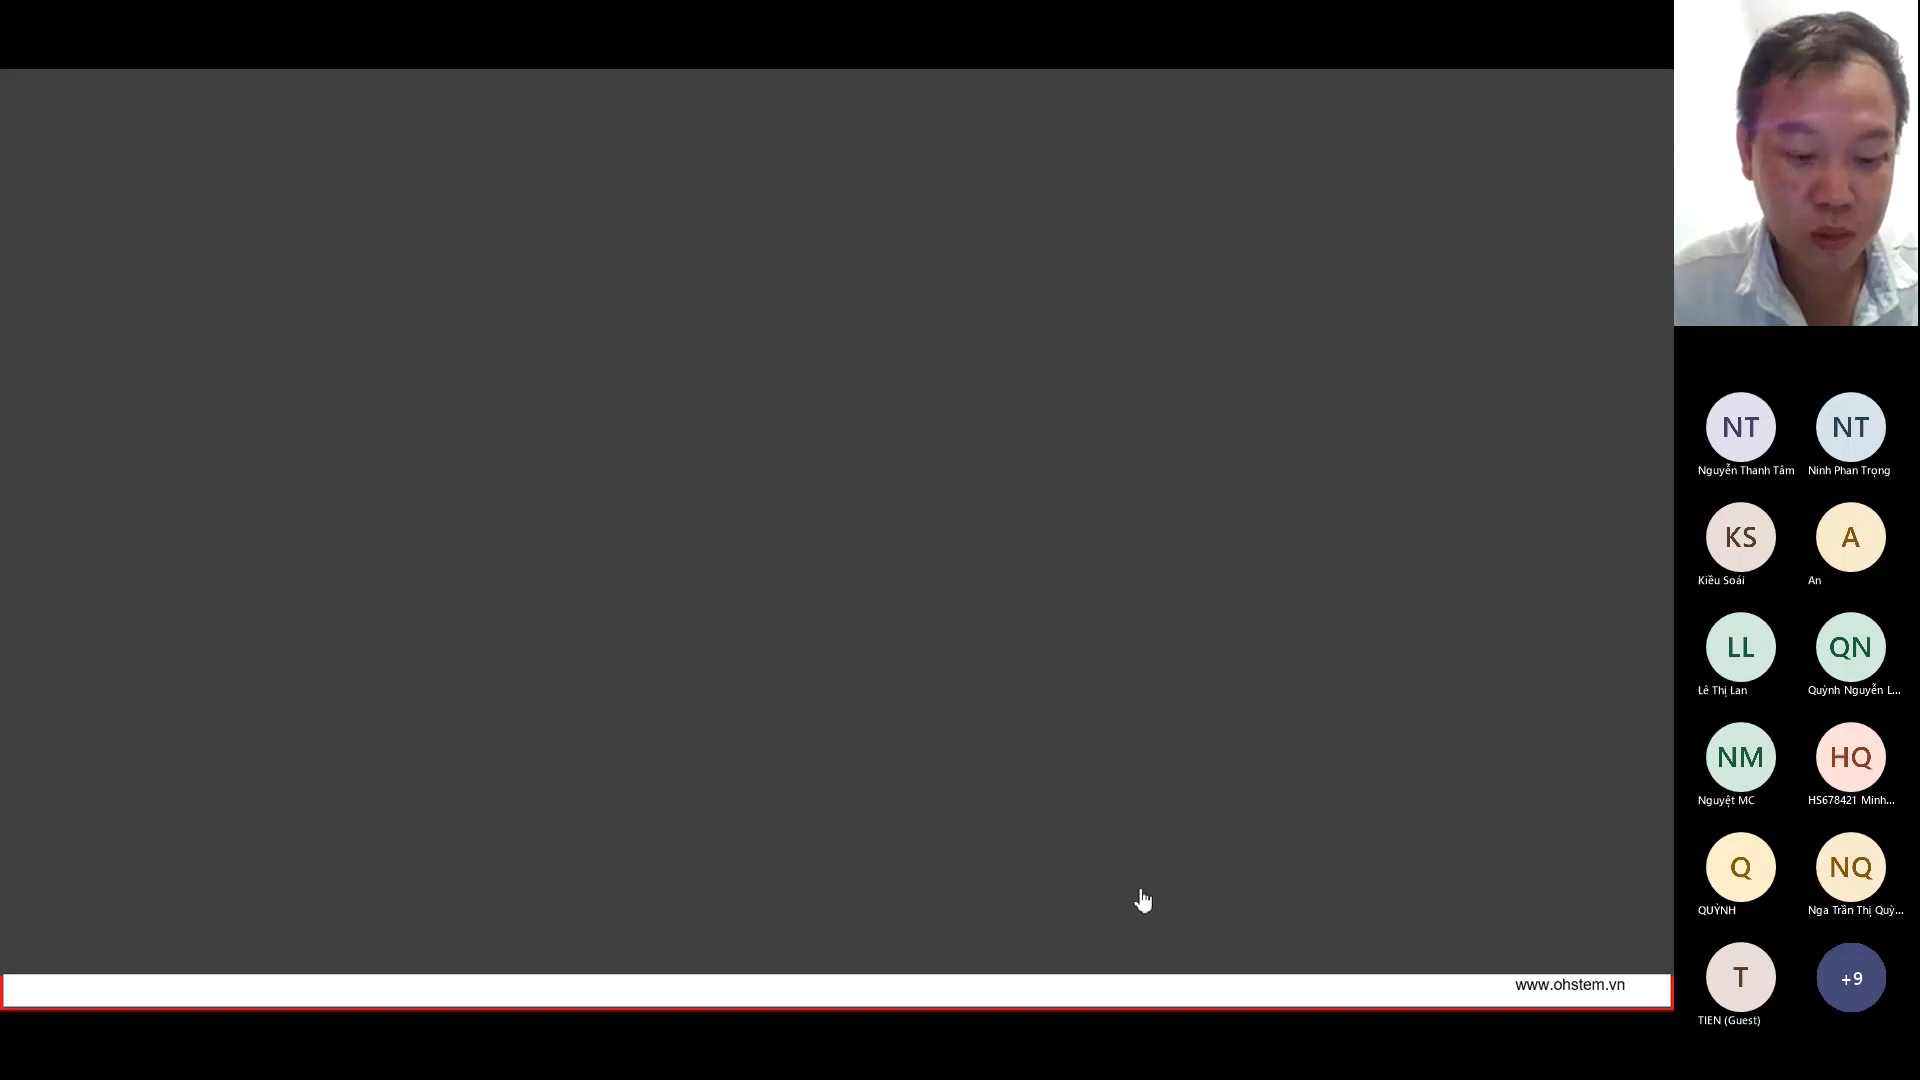 NT
NT
Nguyễn Thanh Tâm
Ninh Phan Trọng
KS
A
Kiều Soái
An
LL
QN
Lê Thị Lan
Quỳnh Nguyễn L...
NM
HQ
Nguyệt MC
HS678421 Minh...
Q
NQ
QUỲNH
Nga Trần Thị Quỳ...
T
+9
TIEN (Guest)
www.ohstem.vn